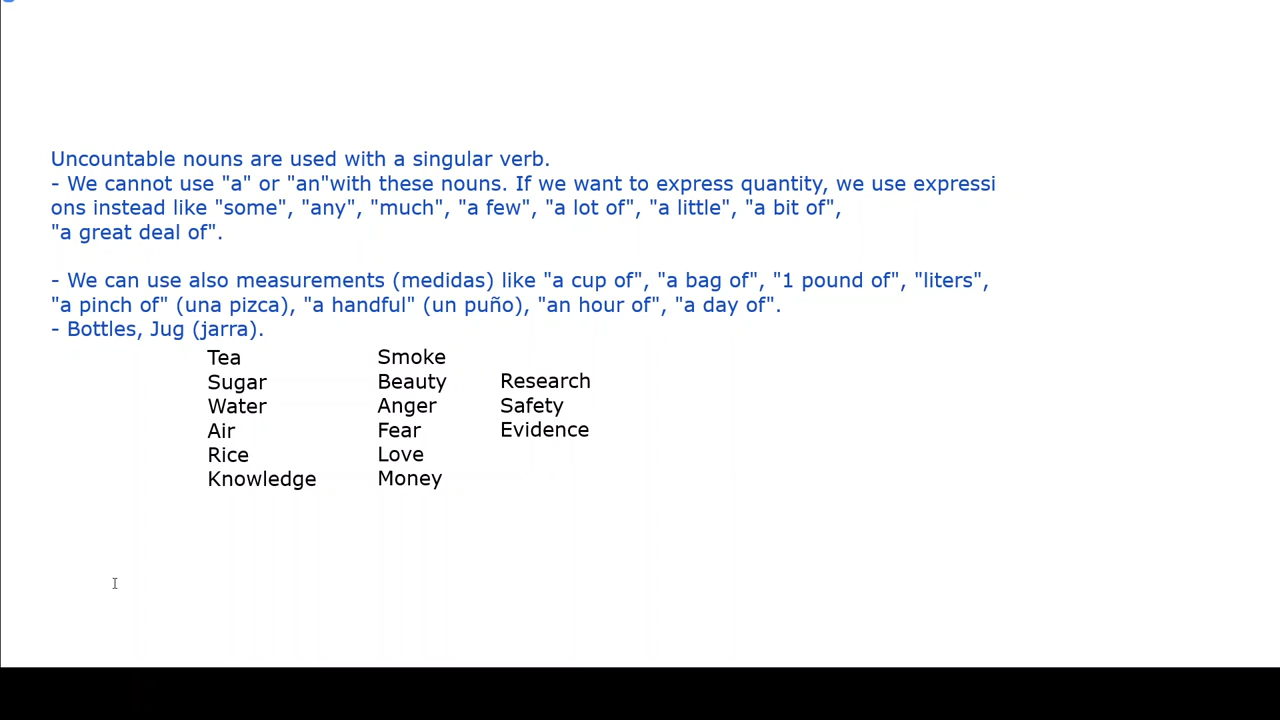 Uncountable nouns are used with a singular verb.
- We cannot use "a" or "an"with these nouns. If we want to express quantity, we use expressi
ons instead like "some", "any", "much", "a few", "a lot of", "a little", "a bit of",
"a great deal of".
- We can use also measurements (medidas) like "a cup of", "a bag of", "1 pound of", "liters",
"a pinch of" (una pizca), "a handful" (un puño), "an hour of", "a day of".
- Bottles, Jug (jarra).
Tea
Sugar
Water
Air
Rice
Knowledge
Smoke
Beauty
Anger
Fear
Love
Money
Research
Safety
Evidence